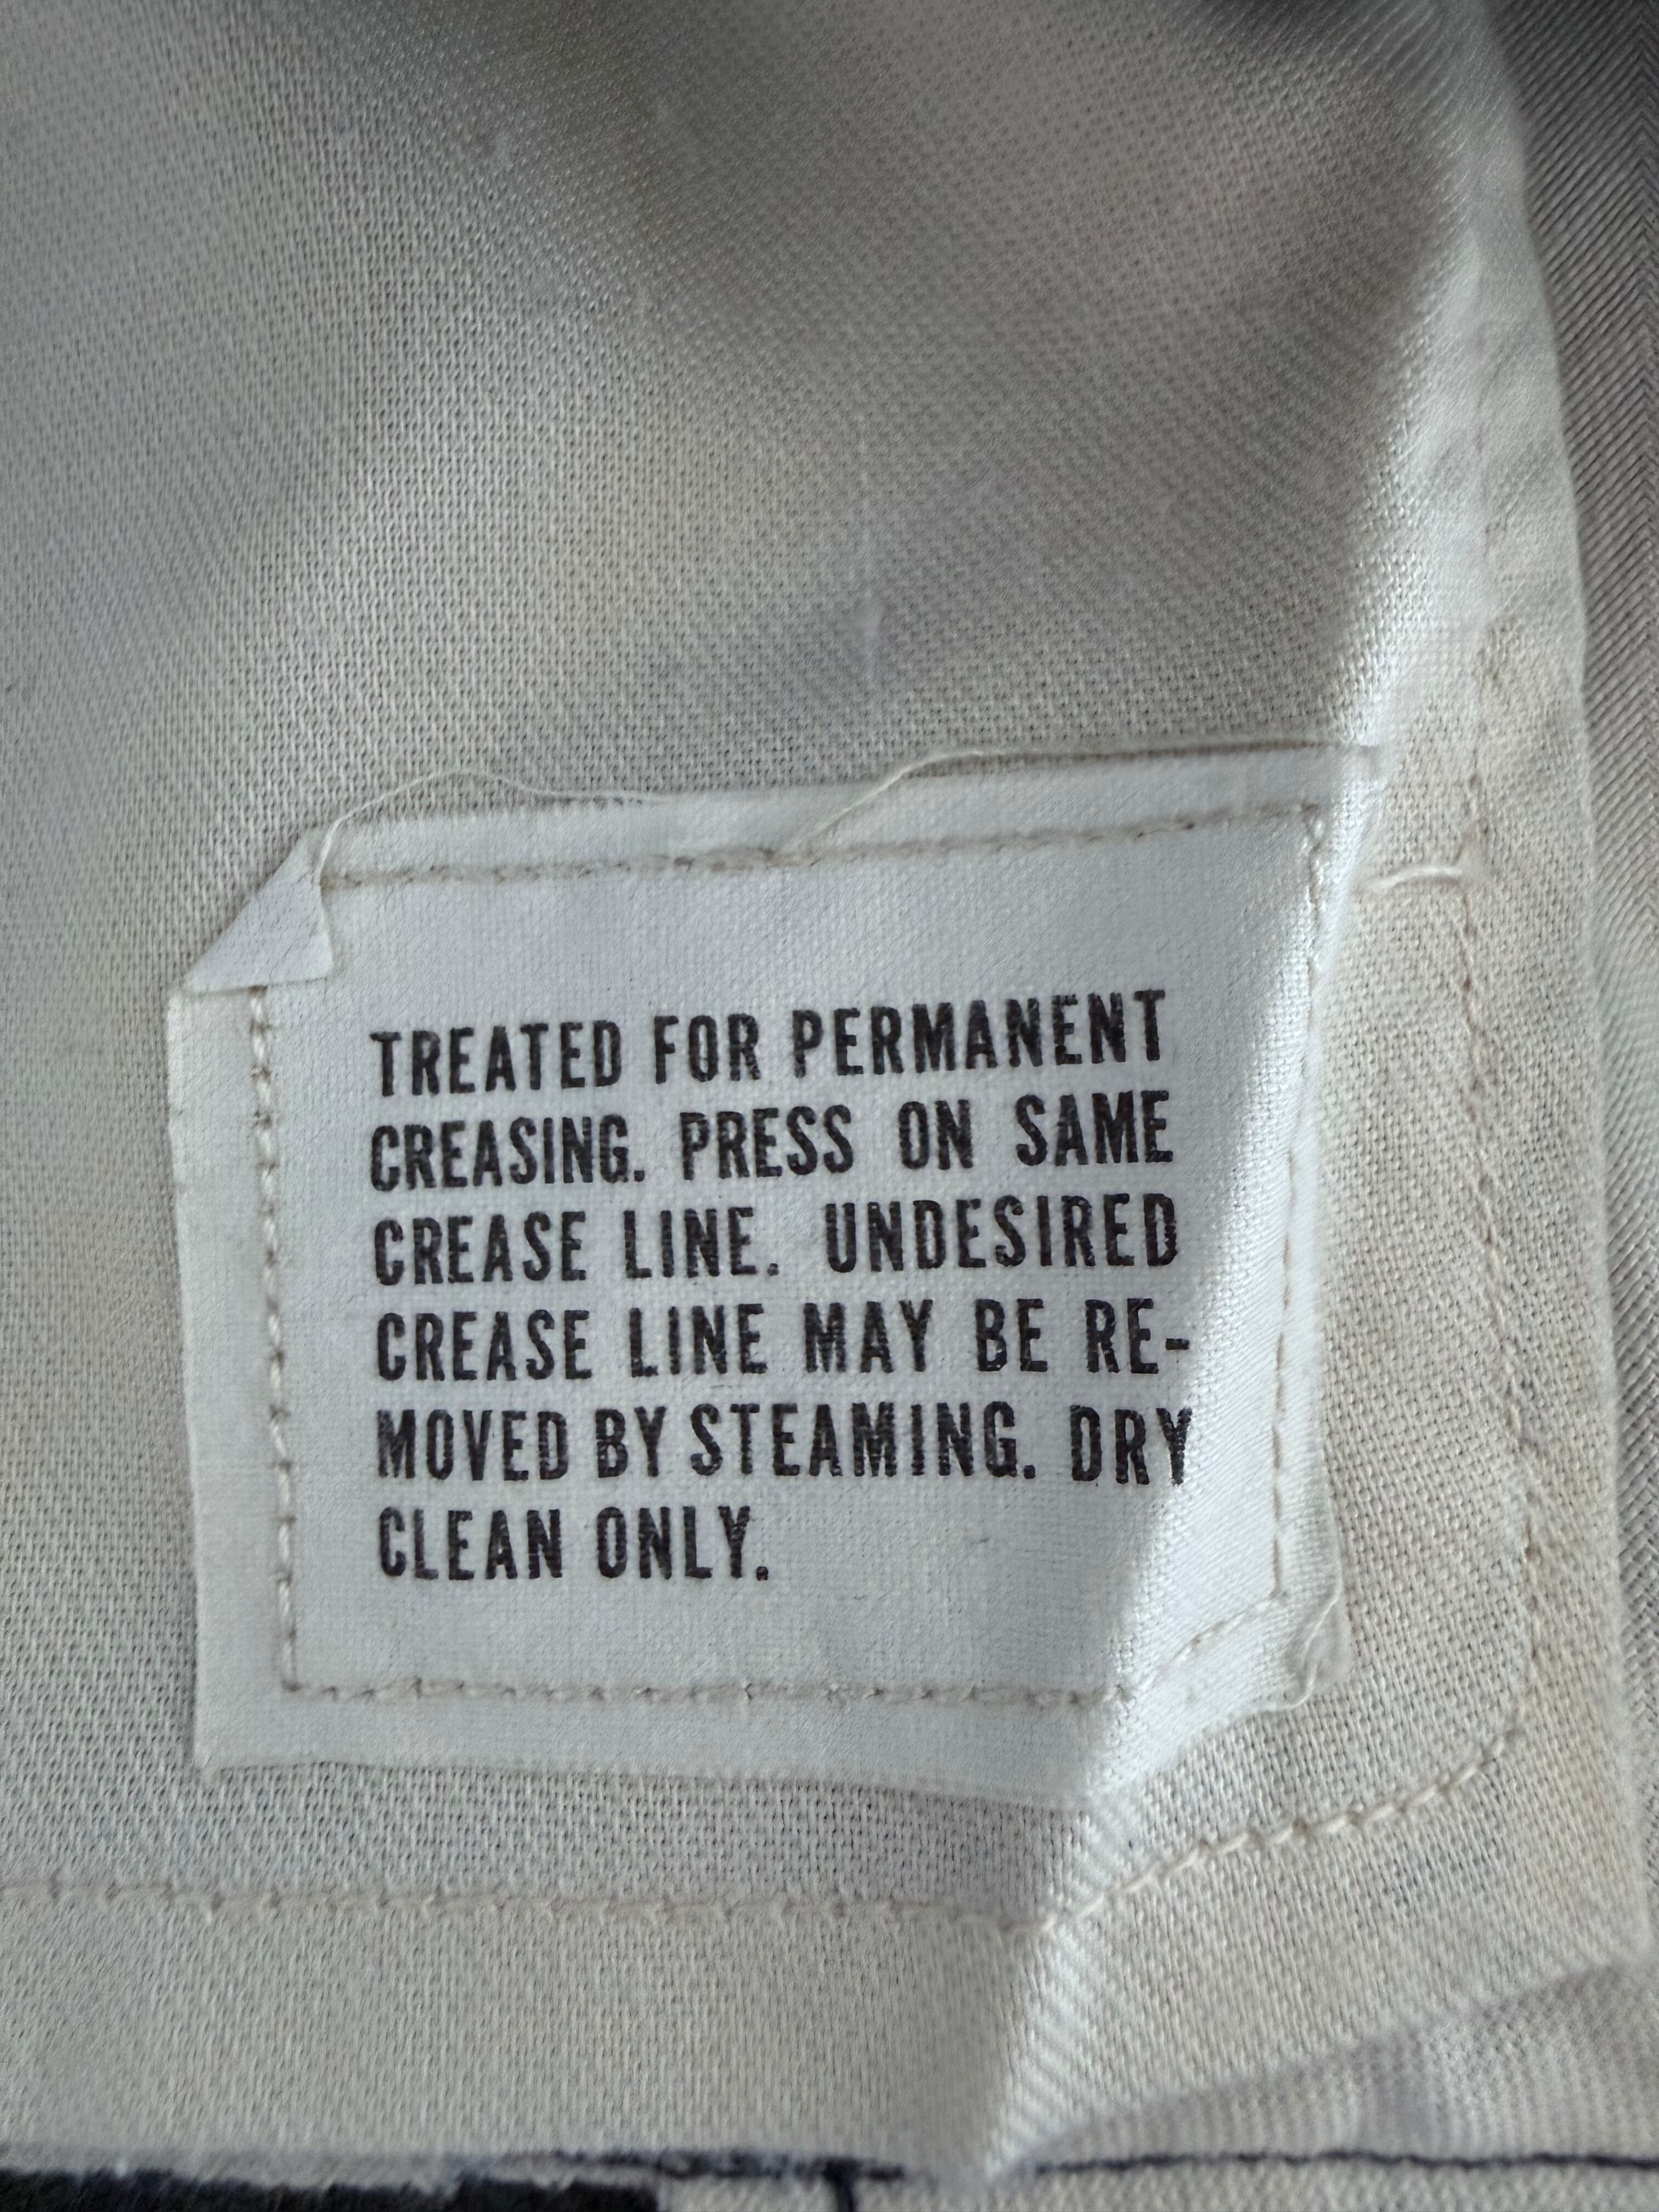 TREATED FOR PERMANENT
CREASING. PRESS ON SAME
CREASE LINE. UNDESIRED
CREASE LINE MAY BE RE-
MOVED BY STEAMING. DRY
CLEAN ONLY.